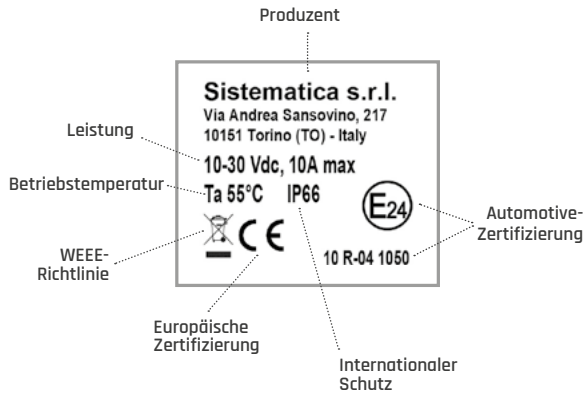 Produzent
Sistematica s.r.l.
Via Andrea Sansovino, 217
10151 Torino (TO) - Italy
Leistung
10-30 Vdc, 10A max
Betriebstemperatur
Ta 55°C IP66
E24
Automotive-
Zertifizierung
WEEE-
Richtlinie
CE
10 R-04 1050
Europäische
Zertifizierung
Internationaler
Schutz